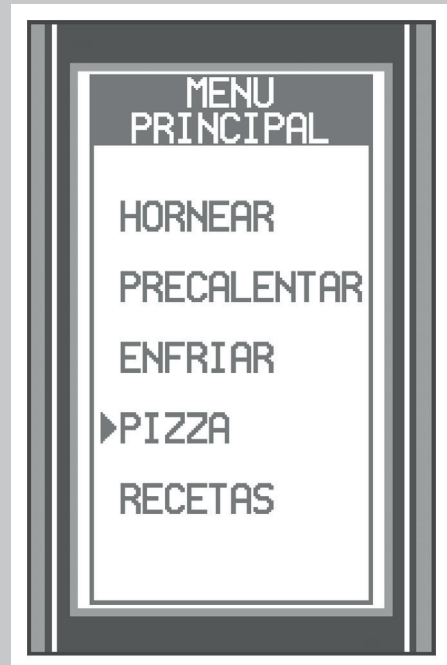 MENU
PRINCIPAL
HORNEAR
PRECALENTAR
ENFRIAR
PIZZA
RECETAS